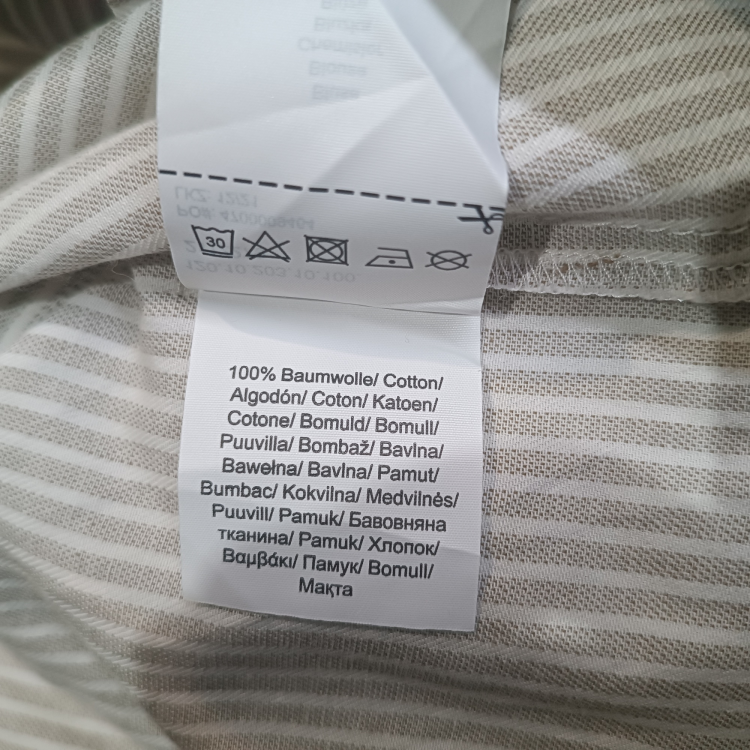 30
100% Baumwolle/ Cotton/
Algodón/ Coton/ Katoen/
Cotone/ Bomuld/ Bomull/
Puuvilla/ Bombaž/ Bavlna/
Bawełna/ Bavlna/ Pamut/
Bumbac/ Kokvilna/ Medvilnės/
Puuvill/ Pamuk/ Бавовняна
тканина/ Pamuk/ Хлопок/
Βαμβάκι/ Памук/ Bomull/
Мақта